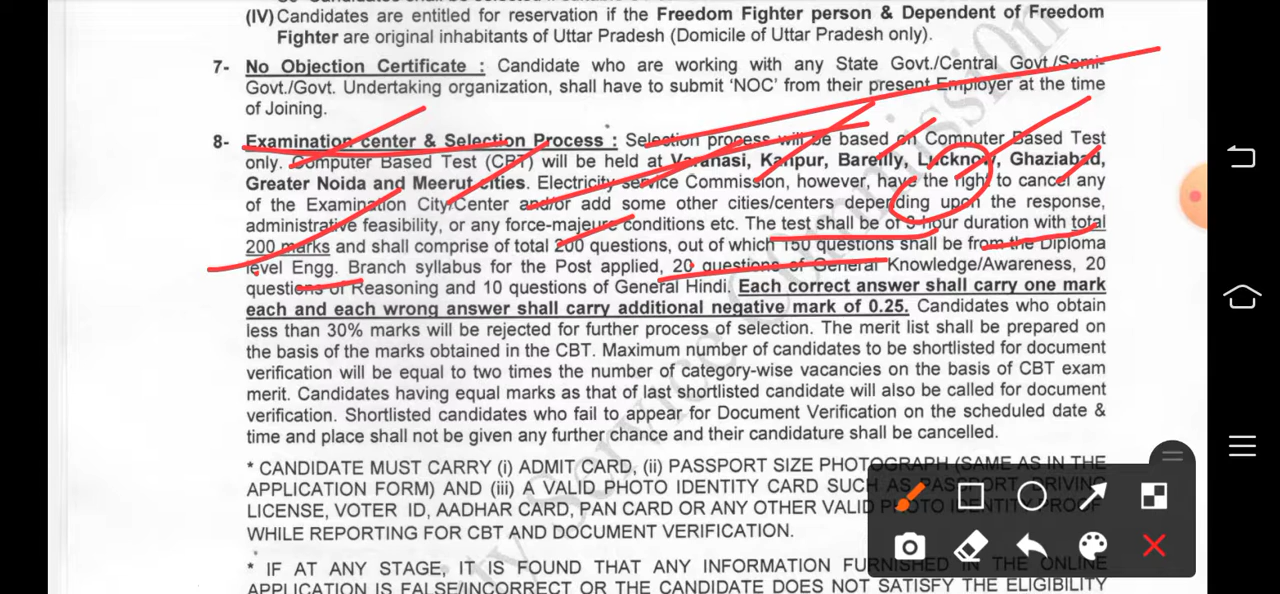 (IV) Candidates are entitled for reservation if the Freedom Fighter person & Dependent of Freedom
Fighter are original inhabitants of Uttar Pradesh (Domicile of Uttar Pradesh only).
7- No Objection Certificate : Candidate who are working with any State Govt./Central Govt./Semi-
Govt./Govt. Undertaking organization, shall have to submit ‘NOC’ from their present Employer at the time
of Joining.
8- Examination center & Selection Process : Selection process will be based on Computer Based Test
only. Computer Based Test (CBT) will be held at Varanasi, Kanpur, Bareilly, Lucknow, Ghaziabad,
Greater Noida and Meerut cities. Electricity service Commission, however, have the right to cancel any
of the Examination City/Center and/or add some other cities/centers depending upon the response,
administrative feasibility, or any force-majeure conditions etc. The test shall be of 3 hour duration with total
200 marks and shall comprise of total 200 questions, out of which 150 questions shall be from the Diploma
level Engg. Branch syllabus for the Post applied, 20 questions of General Knowledge/Awareness, 20
questions of Reasoning and 10 questions of General Hindi. Each correct answer shall carry one mark
each and each wrong answer shall carry additional negative mark of 0.25. Candidates who obtain
less than 30% marks will be rejected for further process of selection. The merit list shall be prepared on
the basis of the marks obtained in the CBT. Maximum number of candidates to be shortlisted for document
verification will be equal to two times the number of category-wise vacancies on the basis of CBT exam
merit. Candidates having equal marks as that of last shortlisted candidate will also be called for document
verification. Shortlisted candidates who fail to appear for Document Verification on the scheduled date &
time and place shall not be given any further chance and their candidature shall be cancelled.
* CANDIDATE MUST CARRY (i) ADMIT CARD, (ii) PASSPORT SIZE PHOTOGRAPH (SAME AS IN THE
APPLICATION FORM) AND (iii) A VALID PHOTO IDENTITY CARD SUCH AS PASSPORT, DRIVING
LICENSE, VOTER ID, AADHAR CARD, PAN CARD OR ANY OTHER VALID PHOTO IDENTITY PROOF
WHILE REPORTING FOR CBT AND DOCUMENT VERIFICATION.
* IF AT ANY STAGE, IT IS FOUND THAT ANY INFORMATION FURNISHED IN THE ONLINE
APPLICATION IS FALSE/INCORRECT OR THE CANDIDATE DOES NOT SATISFY THE ELIGIBILITY
Service Commission